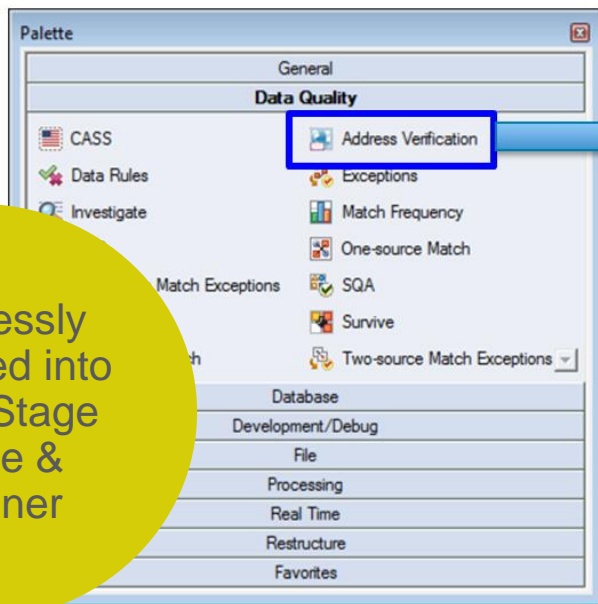 Palette
General
Data Quality
CASS
Address Verification
Data Rules
Exceptions
Investigate
Match Frequency
One-source Match
Match Exceptions
SQA
Survive
Two-source Match Exceptions
Database
Development/Debug
File
Processing
Real Time
Restructure
Favorites
essly
ed into
Stage
e &
ner